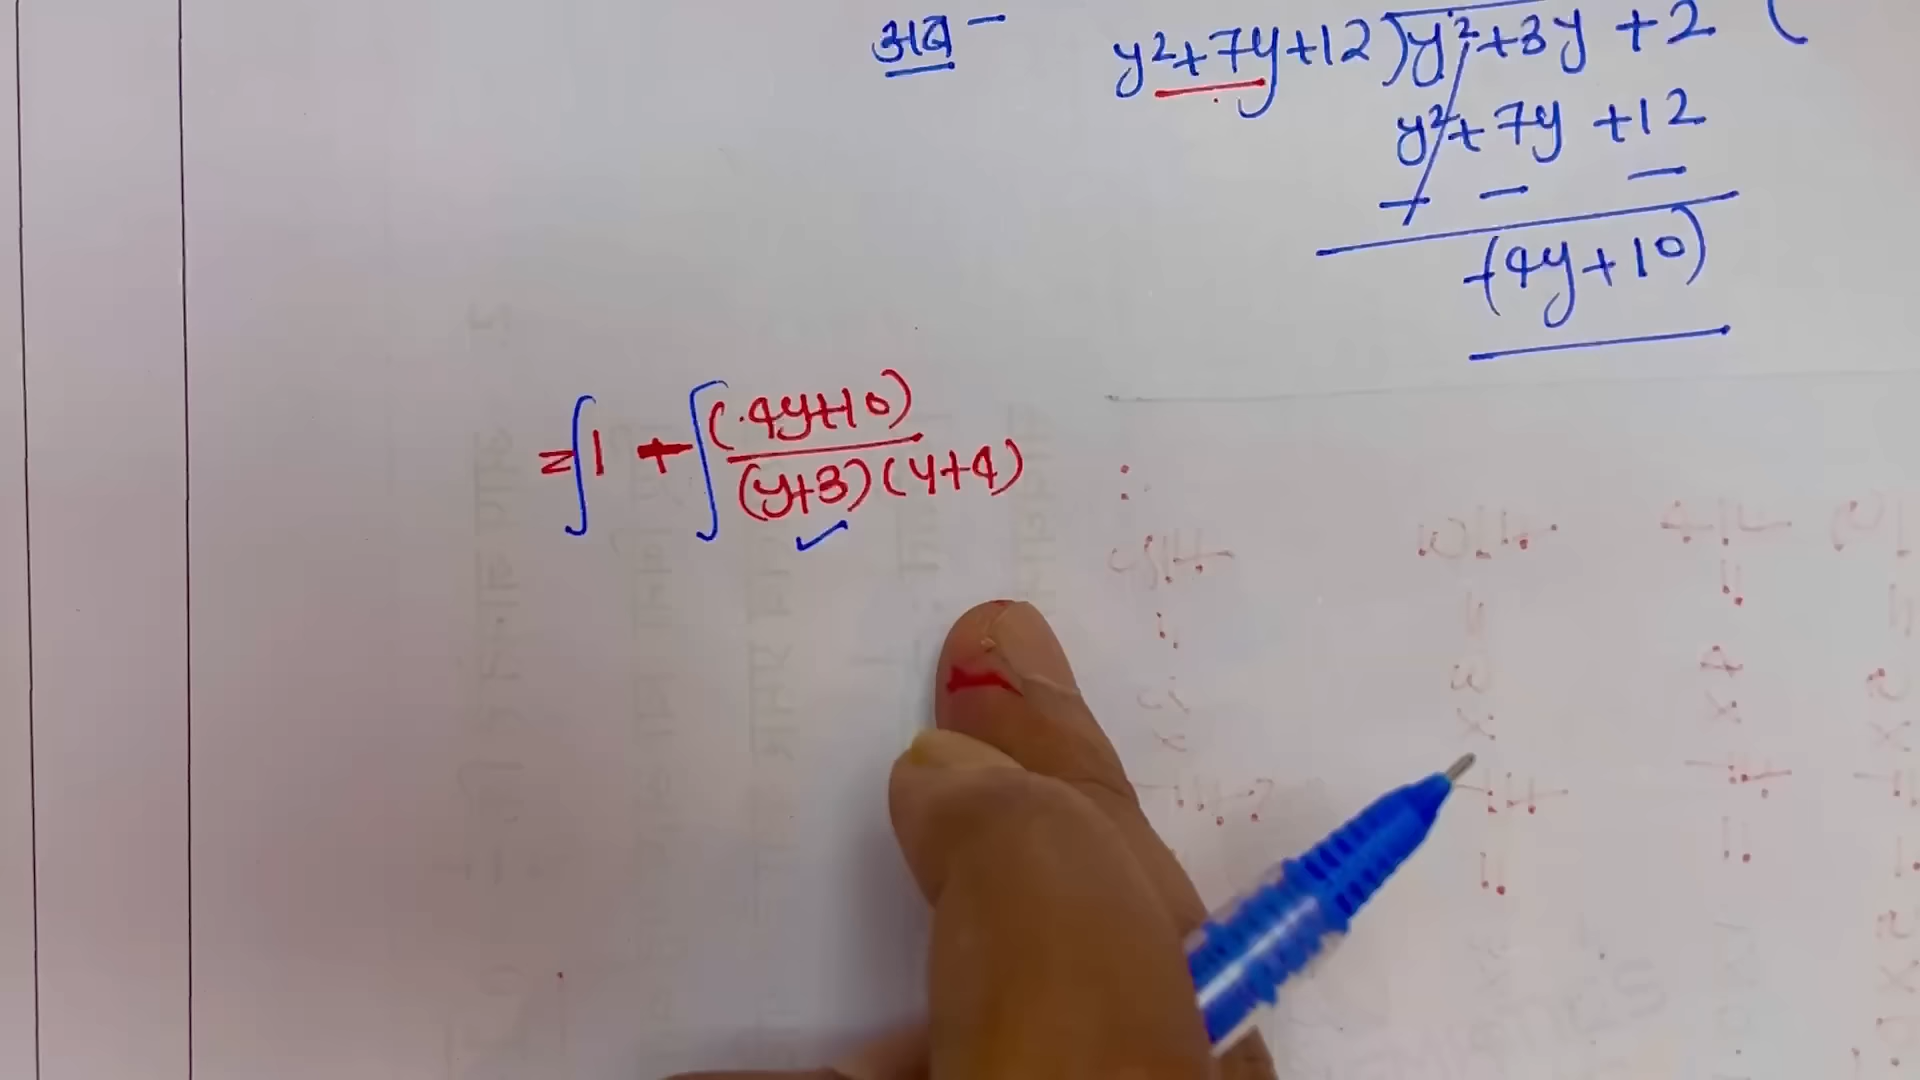 अब - y²+7y+12)y²+3y+2(
y²+7y+12
- - -
-(4y+10)
=∫1 - ∫(4y+10)/(y+3)(y+4)